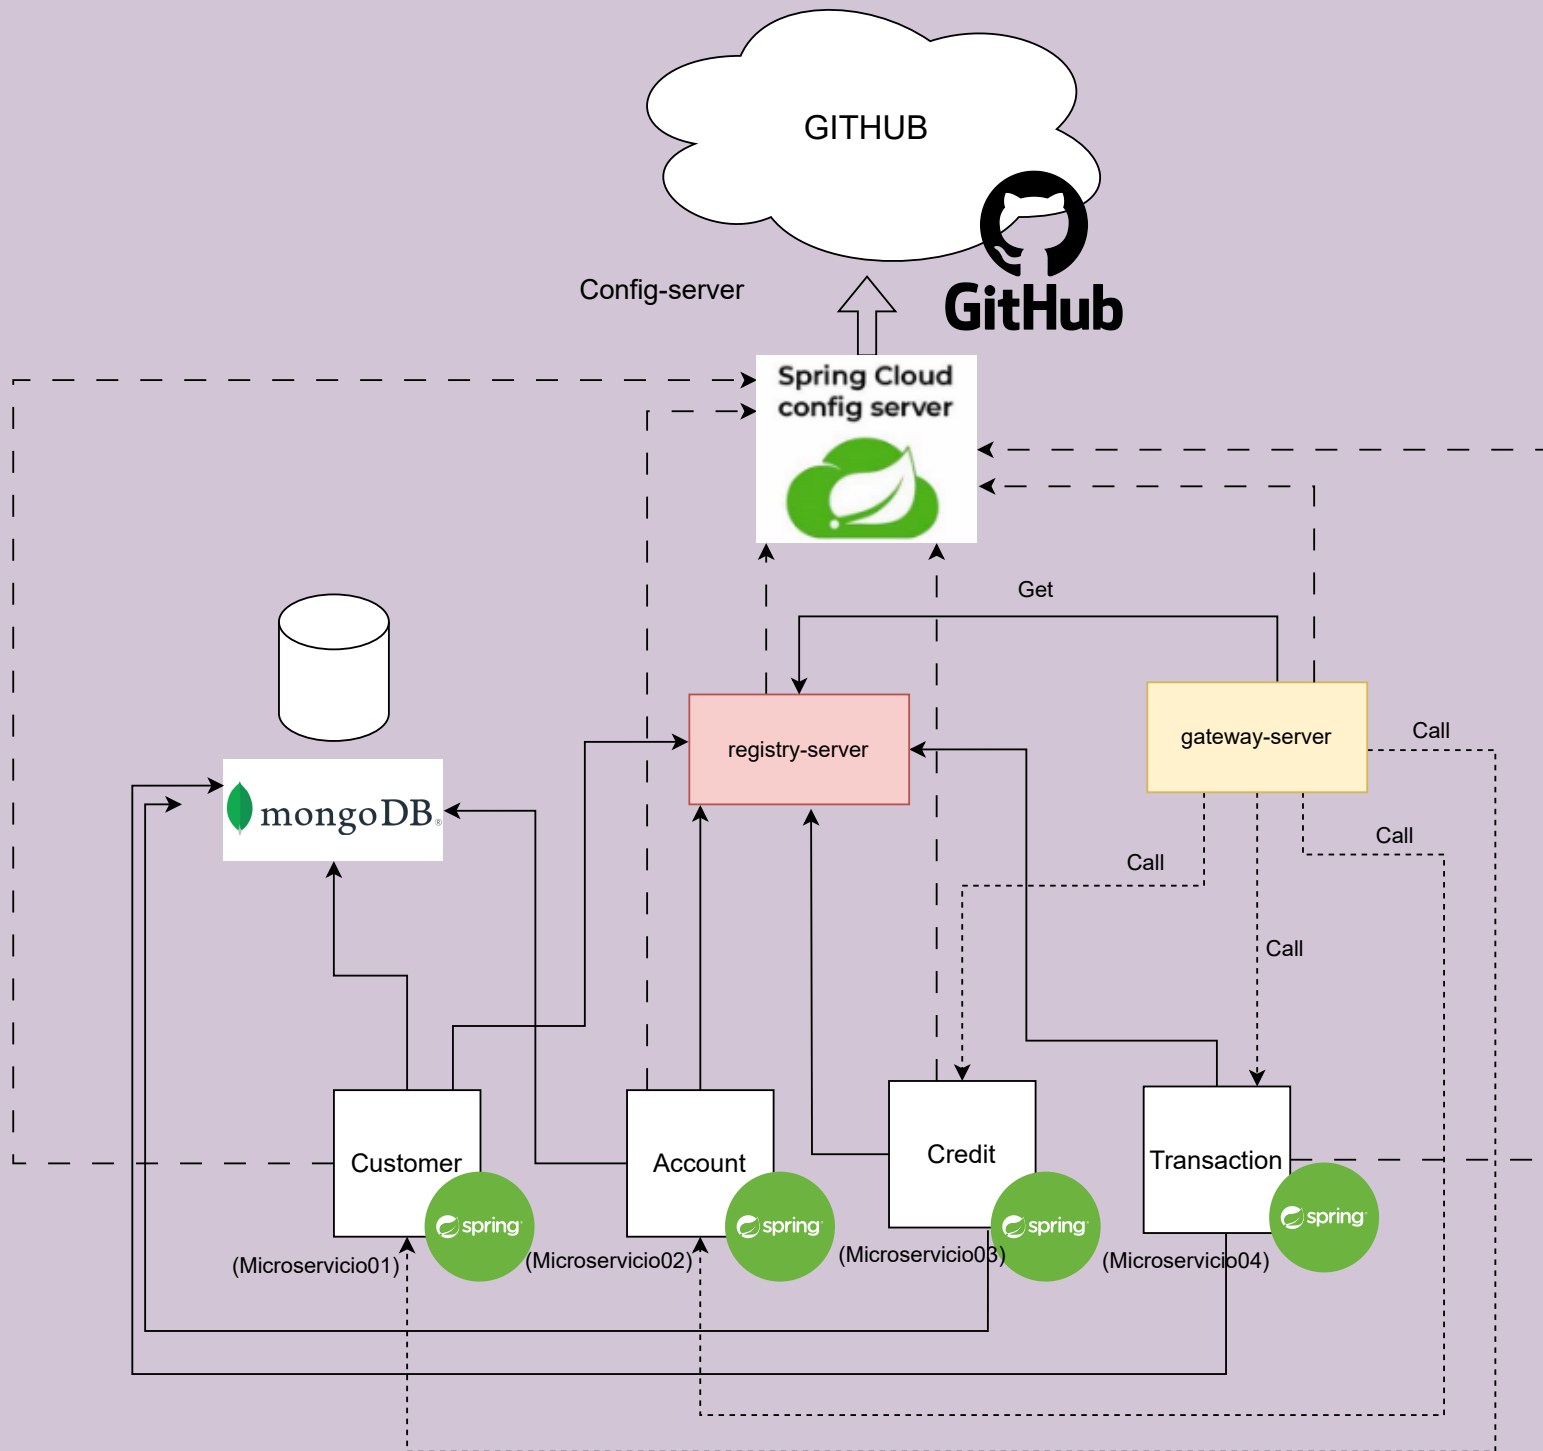 GITHUB
GitHub
Config-server
Spring Cloud
config server
Get
registry-server
gateway-server
Call
mongoDB®
Call
Call
Call
Customer
Account
Credit
Transaction
spring
spring
spring
spring
(Microservicio01)
(Microservicio02)
(Microservicio03)
(Microservicio04)